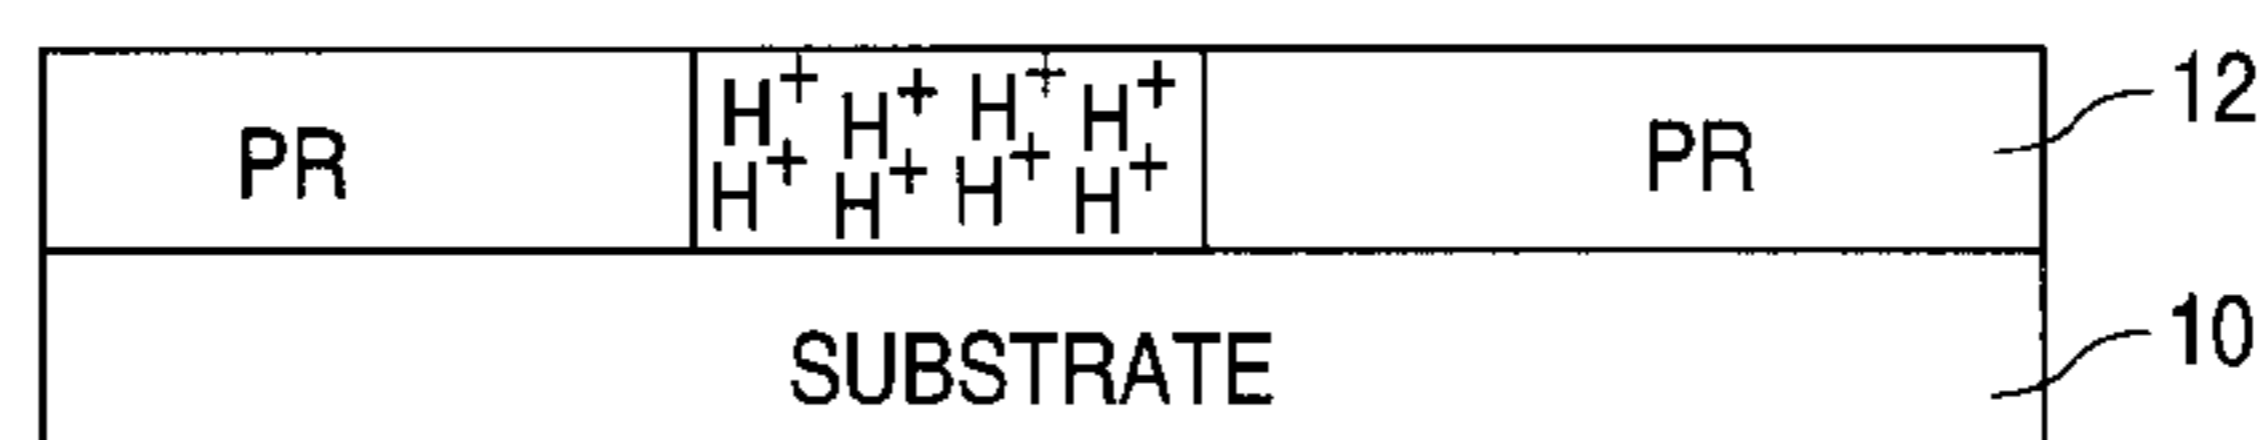 12
H+ H+ H+ H+
PR PR
H+ H+ H+ H+
10
SUBSTRATE